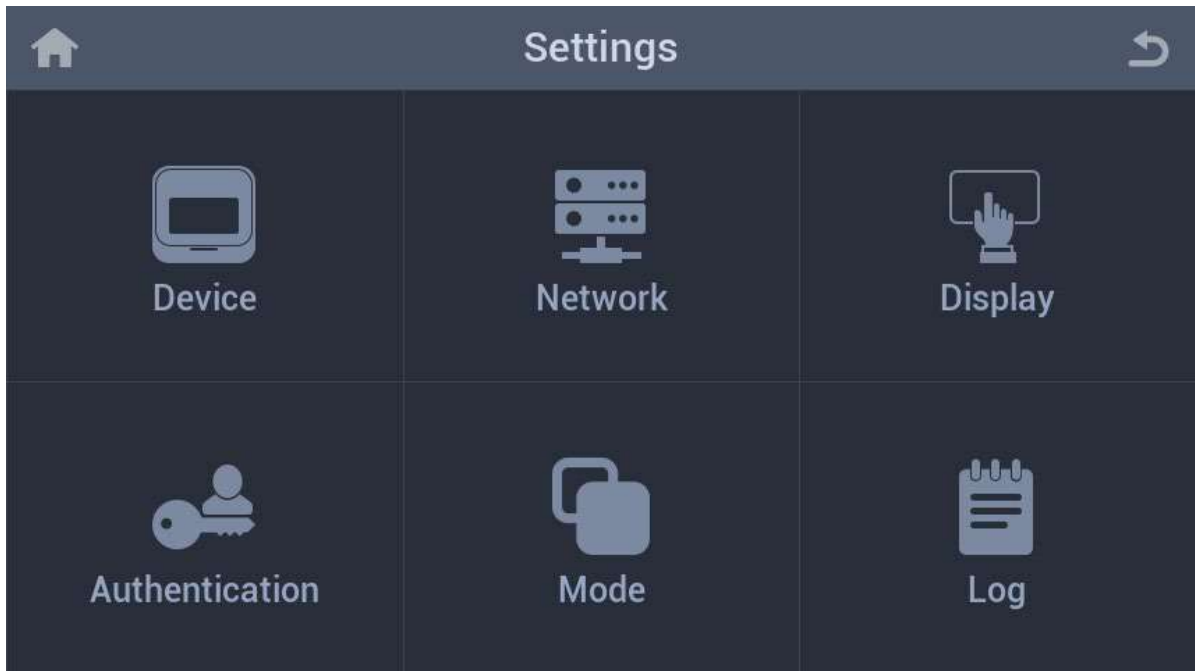 Settings
Device
Network
Display
Authentication
Mode
Log